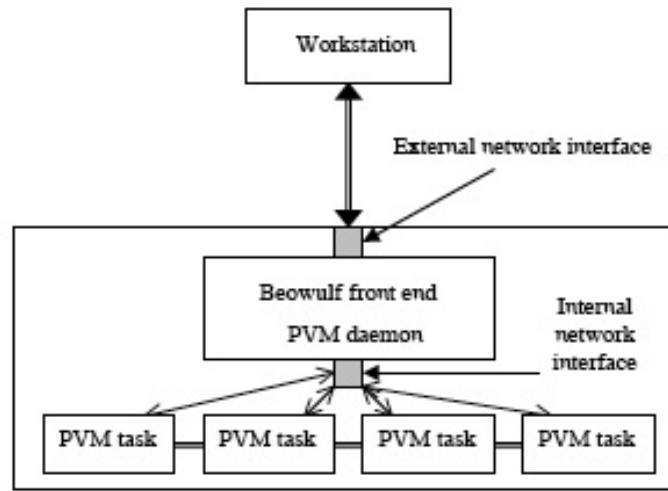 Workstation
External network interface
Beowulf front end
PVM daemon
Internal
network
interface
PVM task
PVM task
PVM task
PVM task